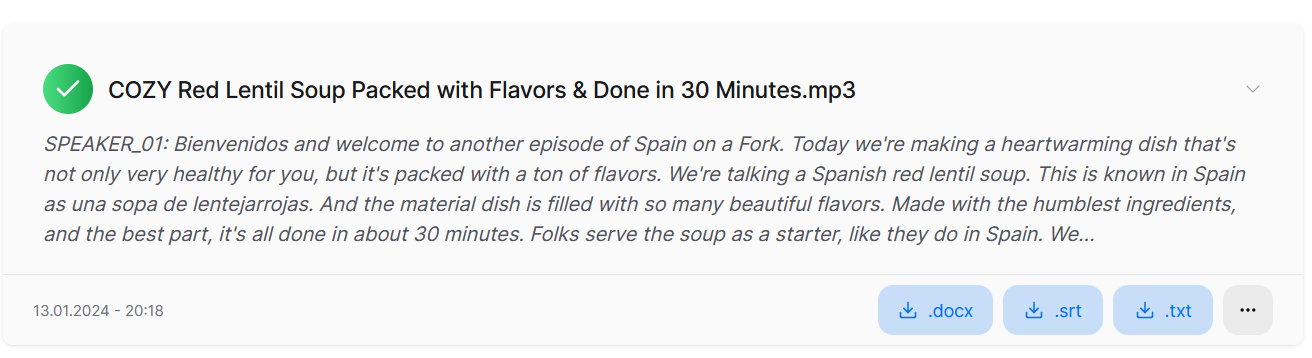 COZY Red Lentil Soup Packed with Flavors & Done in 30 Minutes.mp3
SPEAKER_01: Bienvenidos and welcome to another episode of Spain on a Fork. Today we're making a heartwarming dish that's
not only very healthy for you, but it's packed with a ton of flavors. We're talking a Spanish red lentil soup. This is known in Spain
as una sopa de lentejarrojas. And the material dish is filled with so many beautiful flavors. Made with the humblest ingredients,
and the best part, it's all done in about 30 minutes. Folks serve the soup as a starter, like they do in Spain. We...
13.01.2024 - 20:18 .docx .srt .txt